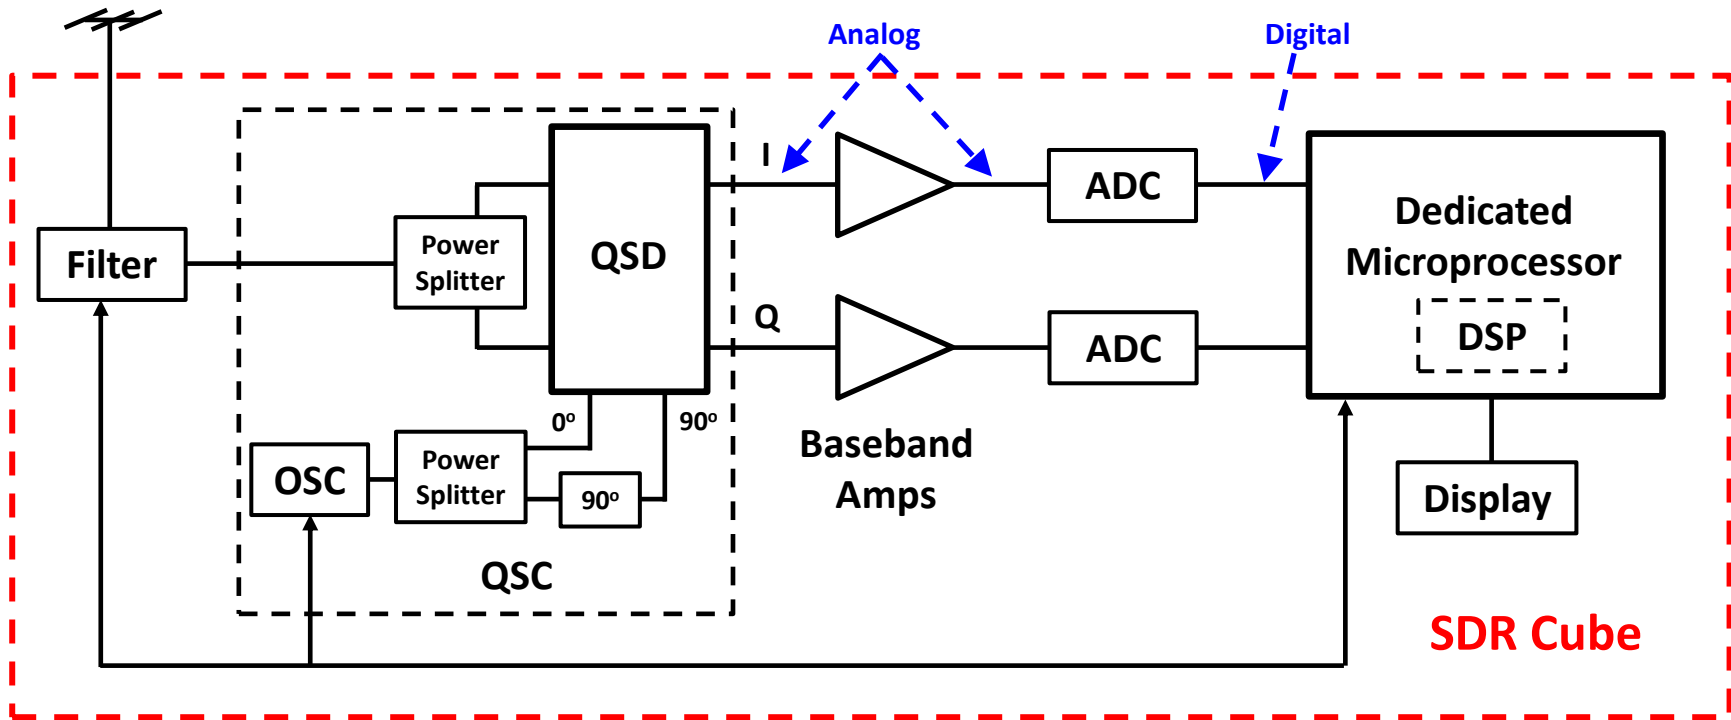 Analog
Digital
I
ADC
Dedicated
Microprocessor
DSP
Filter
Power
Splitter
QSD
Q
ADC
0º
90º
Baseband
Amps
OSC
Power
Splitter
90º
Display
QSC
SDR Cube